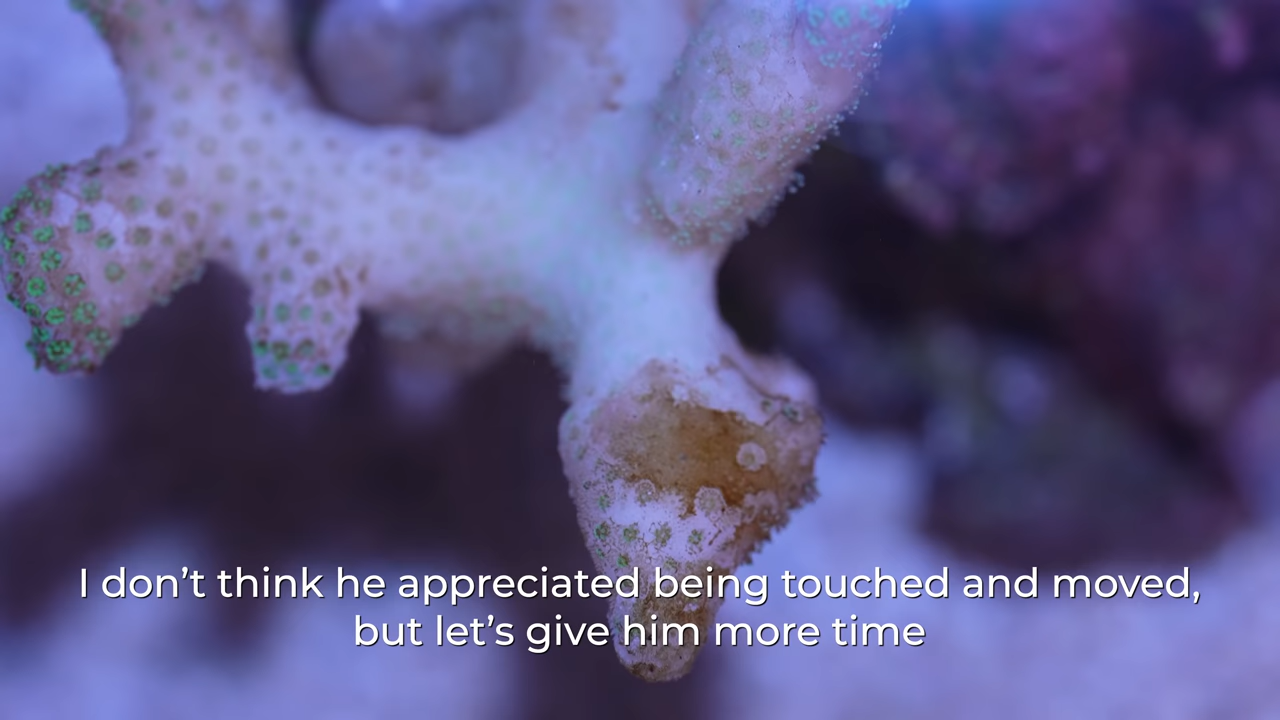 I don’t think he appreciated being touched and moved,
but let’s give him more time